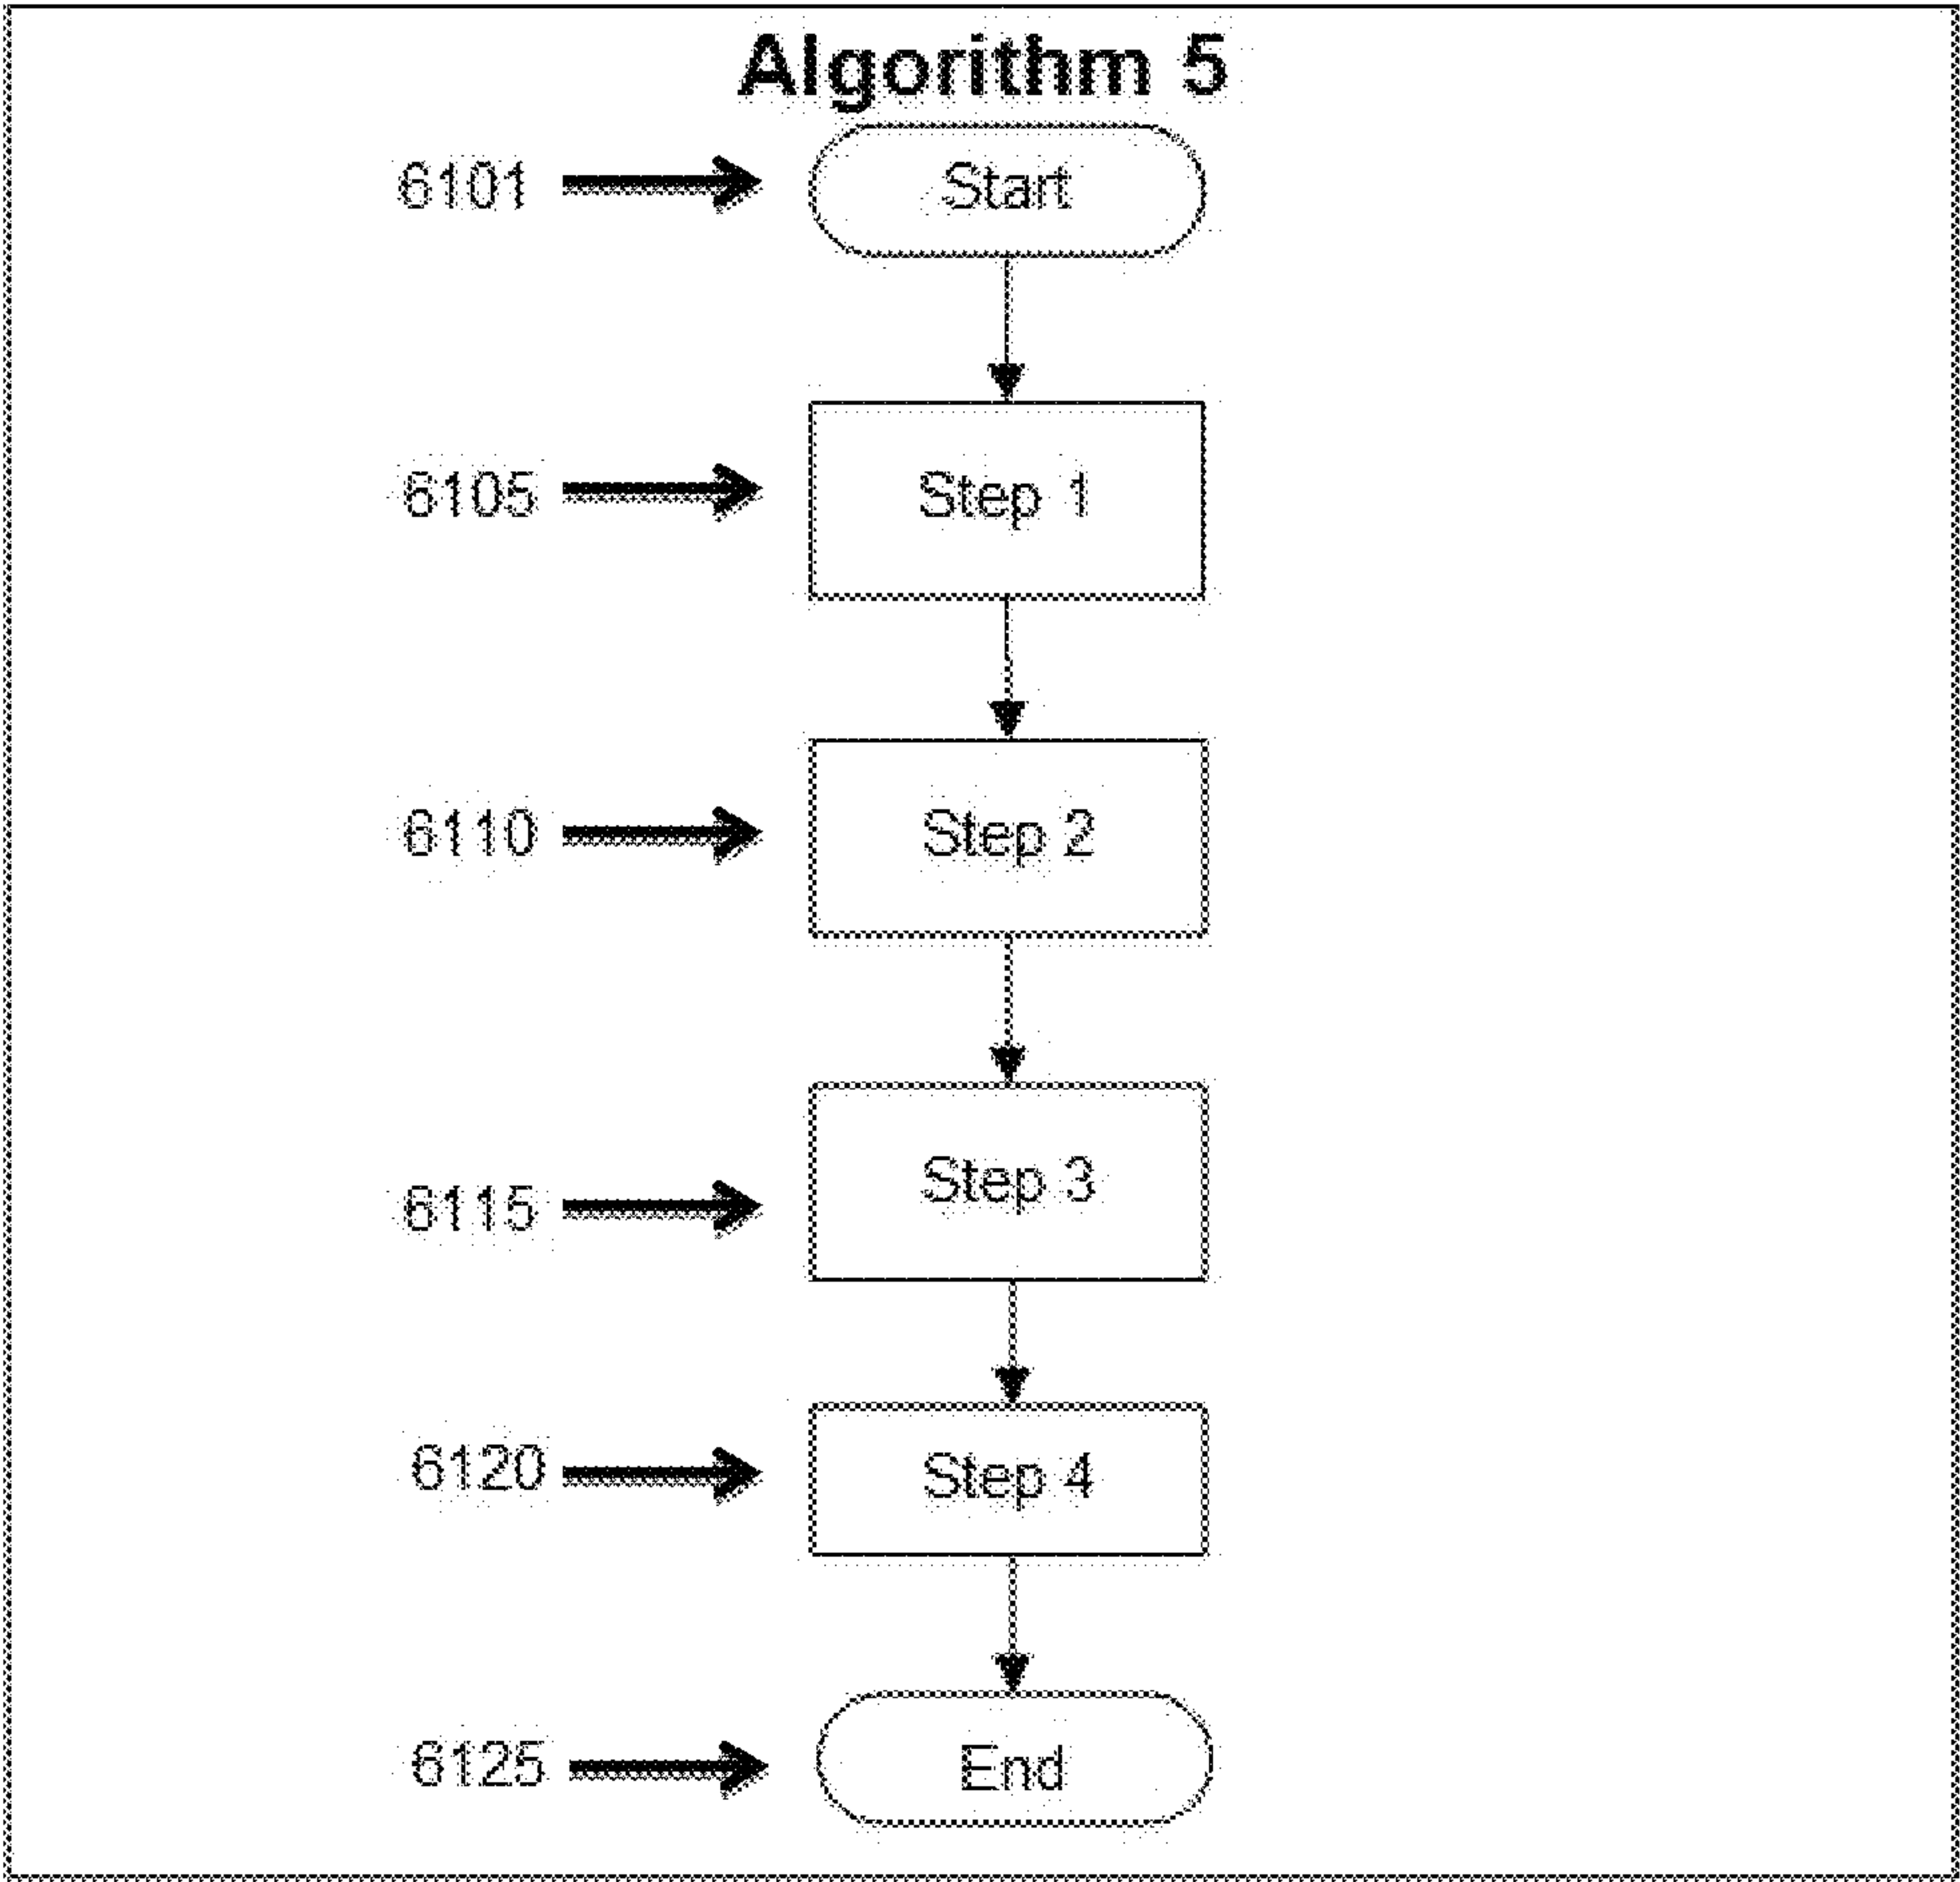 Algorithm 5
6101 Start
6105 Step 1
6110 Step 2
6115 Step 3
6120 Step 4
6125 End